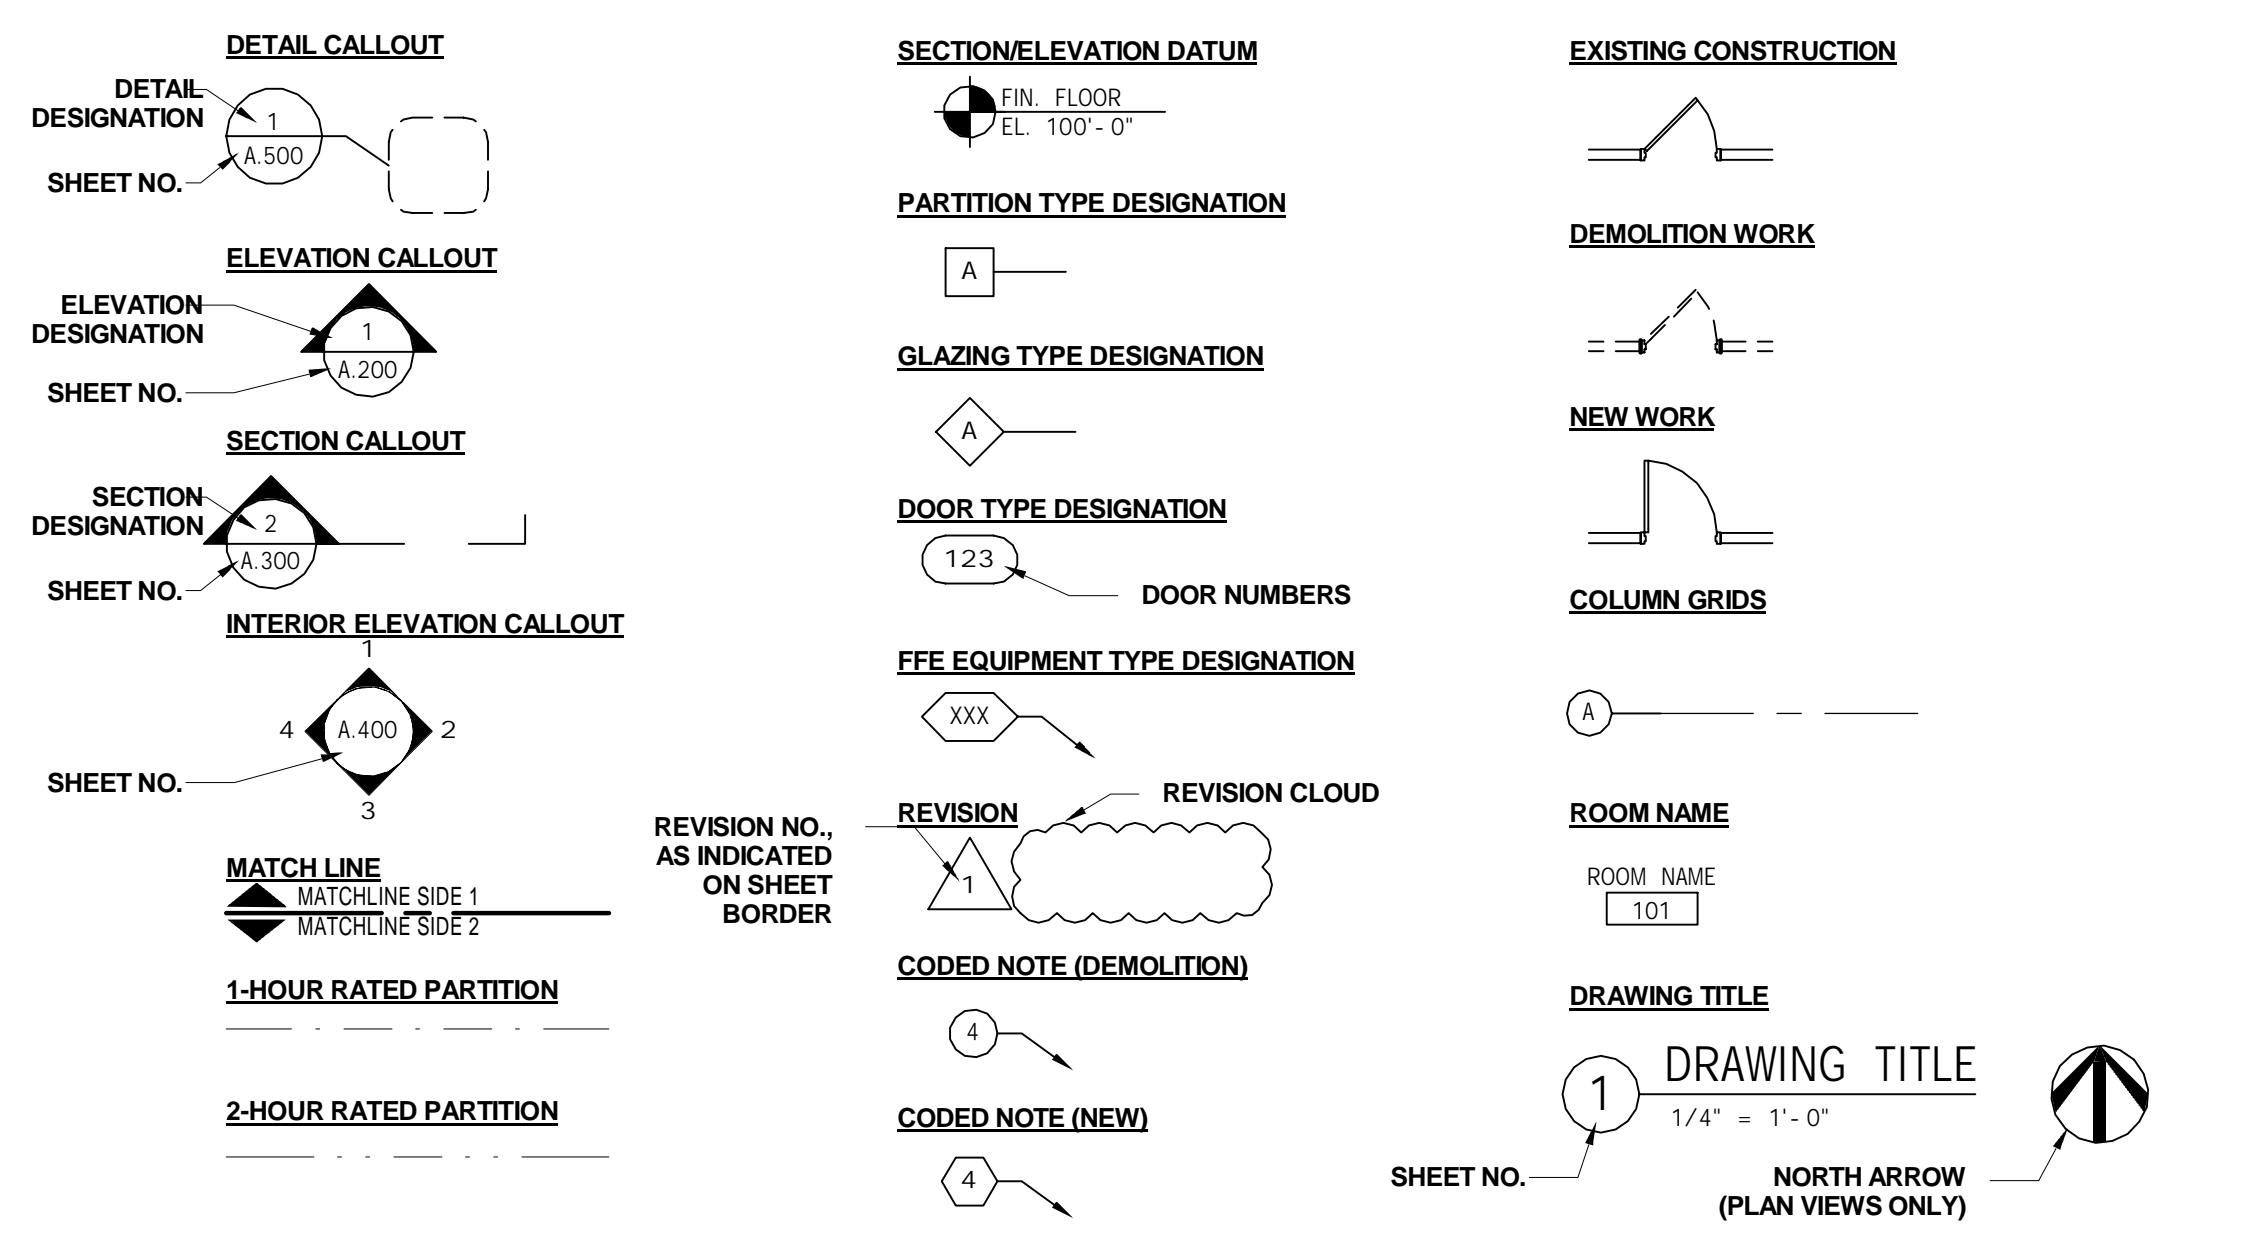 DETAIL CALLOUT
DETAIL
DESIGNATION
1
A.500
SHEET NO.
ELEVATION CALLOUT
ELEVATION
DESIGNATION
1
A.200
SHEET NO.
SECTION CALLOUT
SECTION
DESIGNATION
2
A.300
SHEET NO.
INTERIOR ELEVATION CALLOUT
1
4
A.400
2
SHEET NO.
3
MATCH LINE
MATCHLINE SIDE 1
MATCHLINE SIDE 2
1-HOUR RATED PARTITION
2-HOUR RATED PARTITION
SECTION/ELEVATION DATUM
FIN. FLOOR
EL. 100'-0"
PARTITION TYPE DESIGNATION
A
GLAZING TYPE DESIGNATION
A
DOOR TYPE DESIGNATION
123
DOOR NUMBERS
FFE EQUIPMENT TYPE DESIGNATION
XXX
REVISION CLOUD
REVISION
REVISION NO.,
AS INDICATED
ON SHEET
BORDER
1
CODED NOTE (DEMOLITION)
4
CODED NOTE (NEW)
4
EXISTING CONSTRUCTION
DEMOLITION WORK
NEW WORK
COLUMN GRIDS
A
ROOM NAME
ROOM NAME
101
DRAWING TITLE
1
DRAWING TITLE
1/4" = 1'-0"
SHEET NO.
NORTH ARROW
(PLAN VIEWS ONLY)